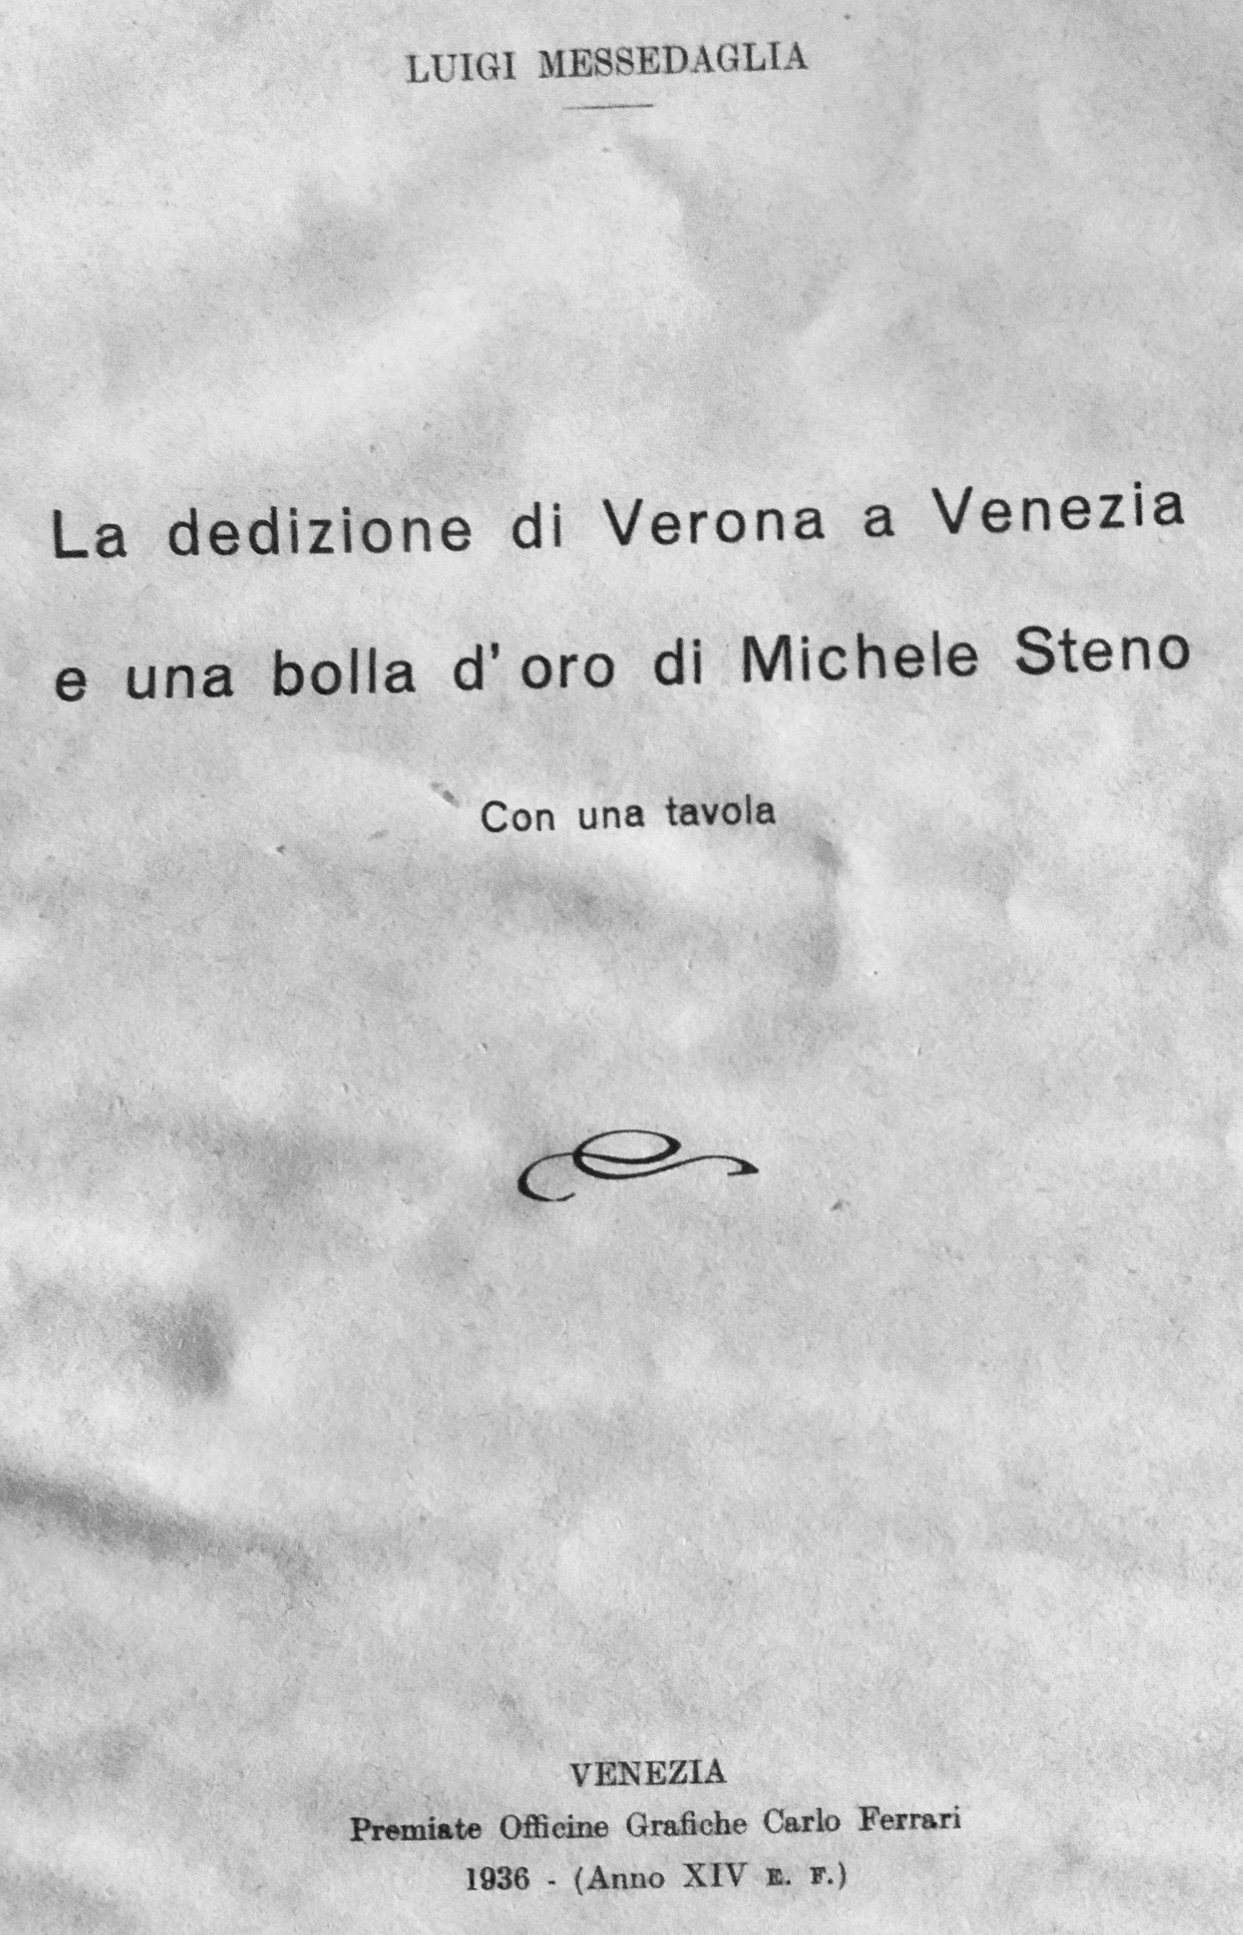 LUIGI MESSEDAGLIA
La dedizione di Verona a Venezia
e una bolla d'oro di Michele Steno
Con una tavola
VENEZIA
Premiate Officine Grafiche Carlo Ferrari
1936 - (Anno XIV E. F.)